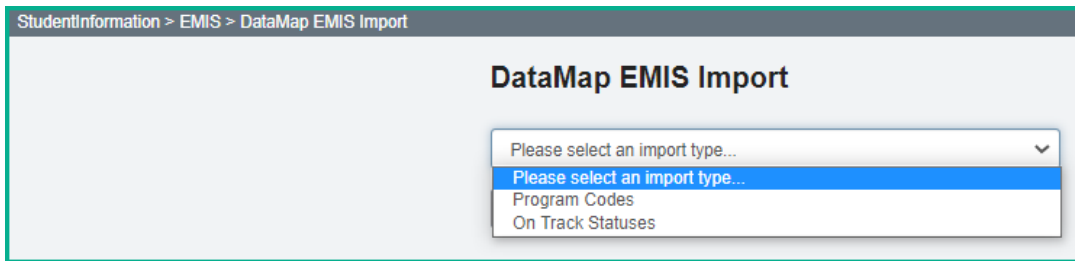 StudentInformation > EMIS > DataMap EMIS Import
DataMap EMIS Import
Please select an import type...
Please select an import type...
Program Codes
On Track Statuses